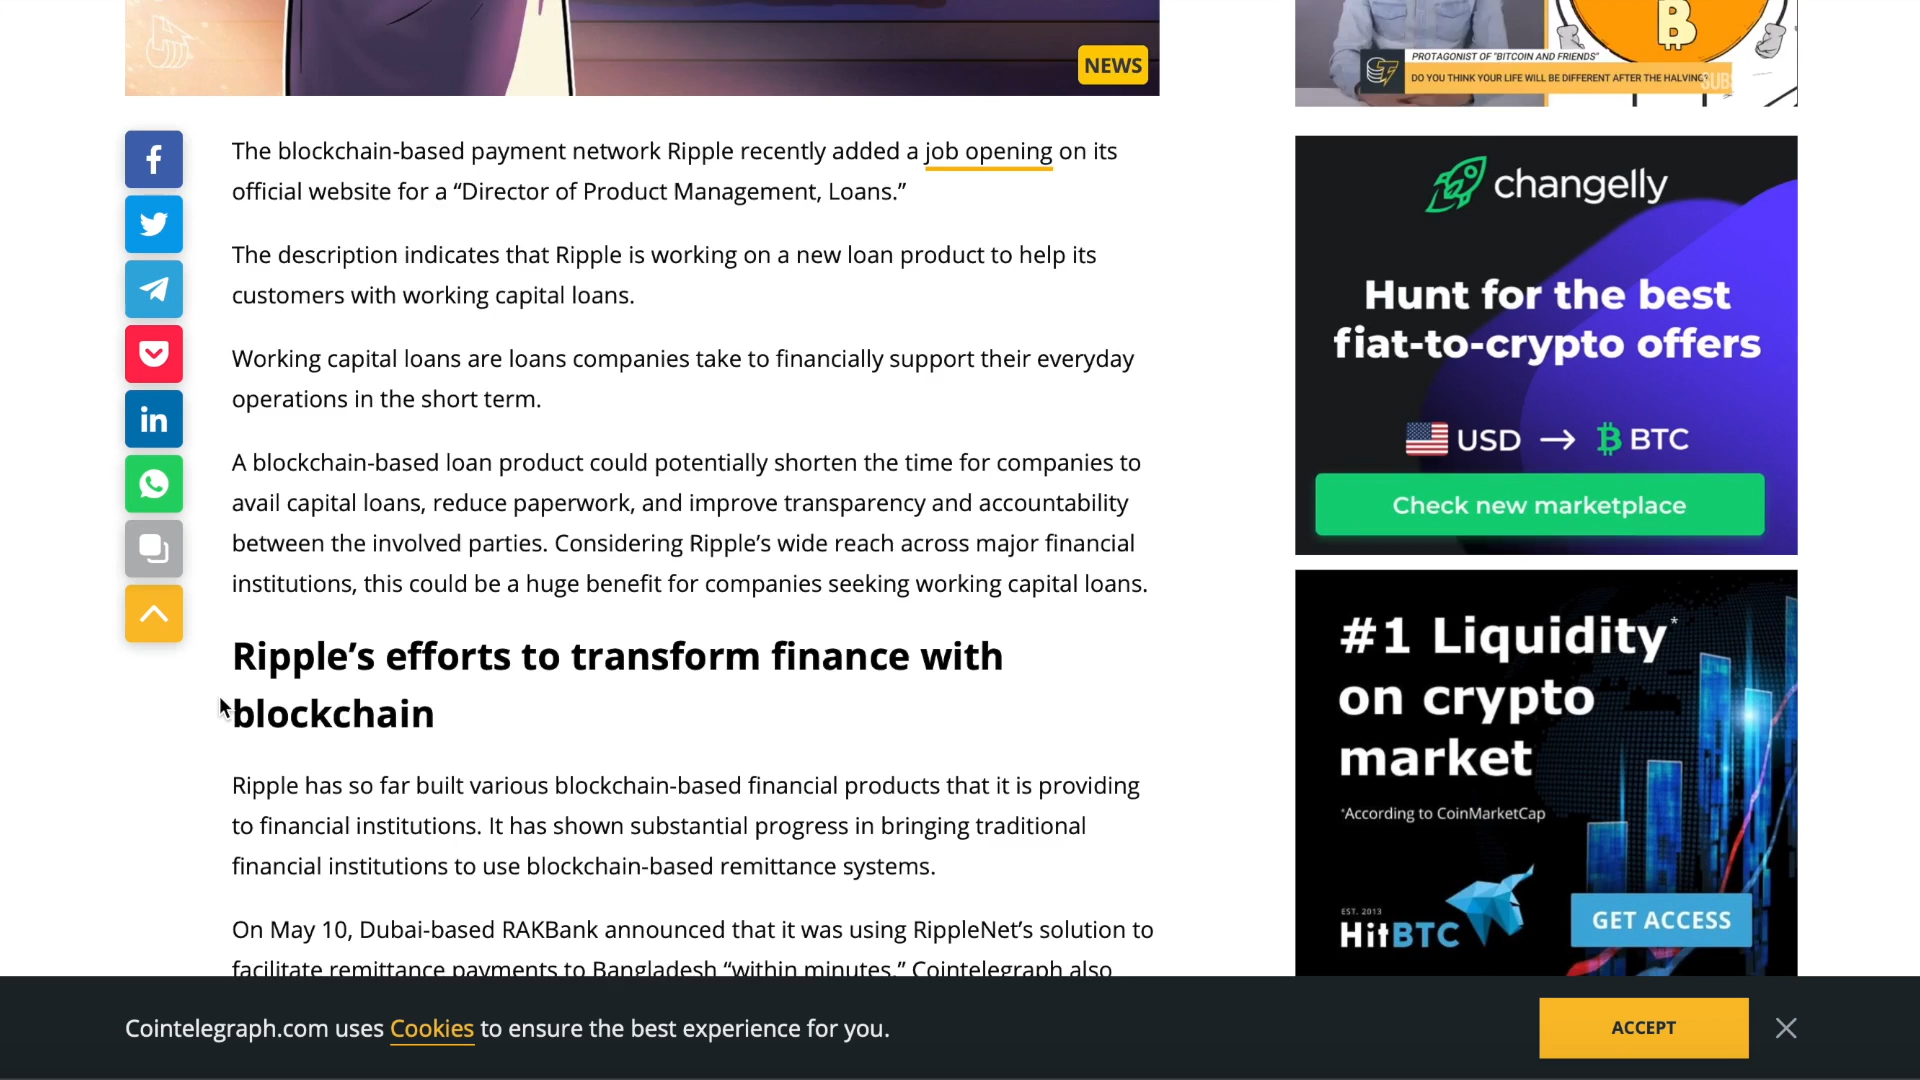 NEWS
PROTAGONIST OF "BITCOIN AND FRIENDS"
DO YOU THINK YOUR LIFE WILL BE DIFFERENT AFTER THE HALVING?
The blockchain-based payment network Ripple recently added a job opening on its
official website for a “Director of Product Management, Loans.”
The description indicates that Ripple is working on a new loan product to help its
customers with working capital loans.
Working capital loans are loans companies take to financially support their everyday
operations in the short term.
A blockchain-based loan product could potentially shorten the time for companies to
avail capital loans, reduce paperwork, and improve transparency and accountability
between the involved parties. Considering Ripple’s wide reach across major financial
institutions, this could be a huge benefit for companies seeking working capital loans.
Ripple’s efforts to transform finance with
blockchain
Ripple has so far built various blockchain-based financial products that it is providing
to financial institutions. It has shown substantial progress in bringing traditional
financial institutions to use blockchain-based remittance systems.
On May 10, Dubai-based RAKBank announced that it was using RippleNet’s solution to
facilitate remittance payments to Bangladesh “within minutes.” Cointelegraph also
changelly
Hunt for the best
fiat-to-crypto offers
USD → BTC
Check new marketplace
#1 Liquidity*
on crypto
market
*According to CoinMarketCap
EST. 2013
HitBTC
GET ACCESS
Cointelegraph.com uses Cookies to ensure the best experience for you.
ACCEPT